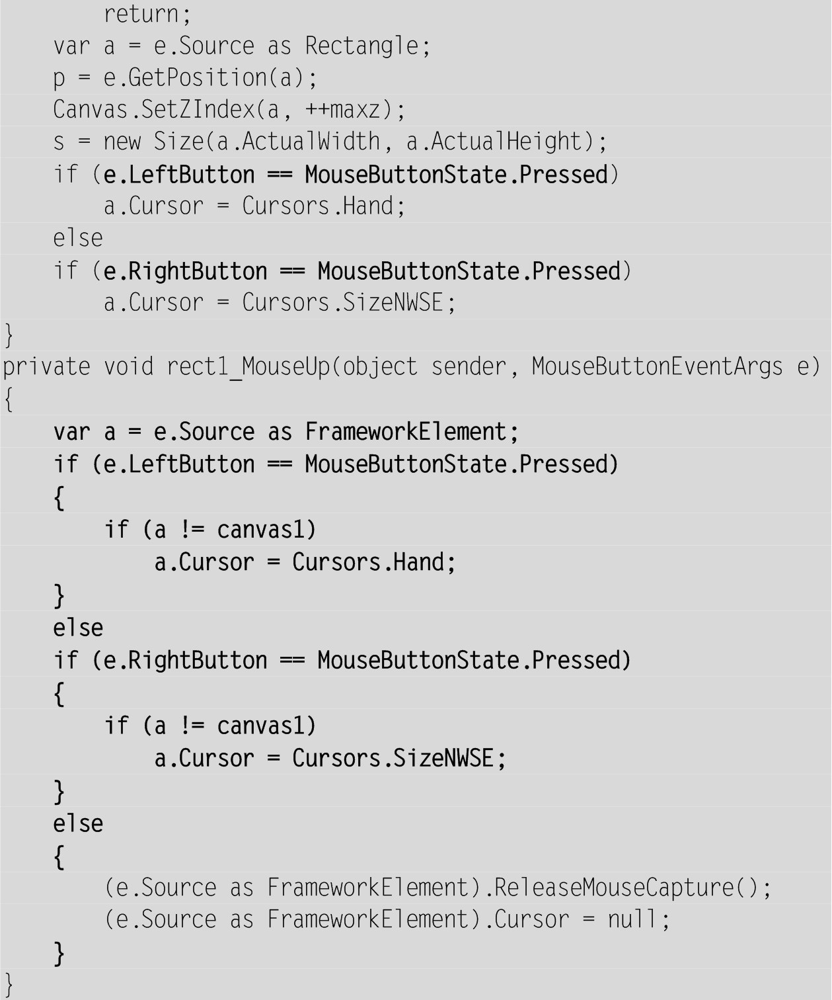 return;
    var a = e.Source as Rectangle;
    p = e.GetPosition(a);
    Canvas.SetZIndex(a, ++maxz);
    s = new Size(a.ActualWidth, a.ActualHeight);
    if (e.LeftButton == MouseButtonState.Pressed)
        a.Cursor = Cursors.Hand;
    else
    if (e.RightButton == MouseButtonState.Pressed)
        a.Cursor = Cursors.SizeNWSE;
}
private void rect1_MouseUp(object sender, MouseButtonEventArgs e)
{
    var a = e.Source as FrameworkElement;
    if (e.LeftButton == MouseButtonState.Pressed)
    {
        if (a != canvas1)
            a.Cursor = Cursors.Hand;
    }
    else
    if (e.RightButton == MouseButtonState.Pressed)
    {
        if (a != canvas1)
            a.Cursor = Cursors.SizeNWSE;
    }
    else
    {
        (e.Source as FrameworkElement).ReleaseMouseCapture();
        (e.Source as FrameworkElement).Cursor = null;
    }
}